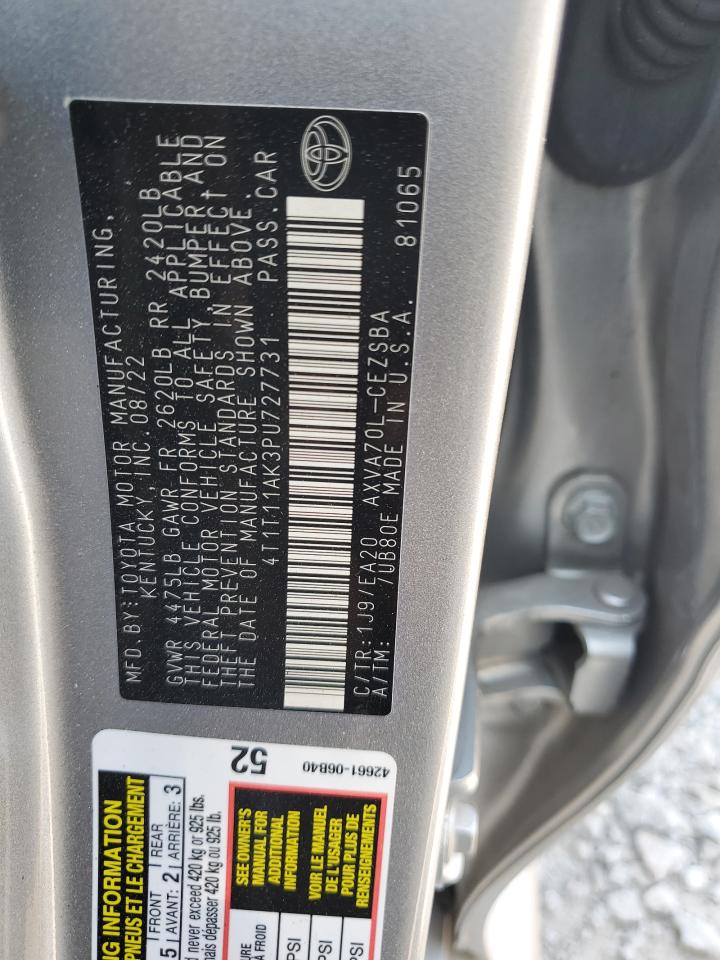 MFD. BY: TOYOTA MOTOR MANUFACTURING,
KENTUCKY, INC. 08/22
GVWR 4475LB GAWR FR 2620LB RR 2420LB
THIS VEHICLE CONFORMS TO ALL APPLICABLE
FEDERAL MOTOR VEHICLE SAFETY, BUMPER AND
THEFT PREVENTION STANDARDS IN EFFECT ON
THE DATE OF MANUFACTURE SHOWN ABOVE.
4T1T11AK3PU727731 PASS.CAR
C/TR:1J9/EA20 AXVA70L-CEZSBA
A/TM: /UB80E MADE IN U.S.A. 81065
52
42661-06B40
NG INFORMATION
PNEUS ET LE CHARGEMENT
5 FRONT REAR
AVANT: 2 ARRIÈRE: 3
d never exceed 420 kg or 925 lbs.
mais dépasser 420 kg ou 925 lb.
SEE OWNER'S
MANUAL FOR
ADDITIONAL
INFORMATION
VOIR LE MANUEL
DE L'USAGER
POUR PLUS DE
RENSEIGNEMENTS
URE
À FROID
PSI
PSI
PSI